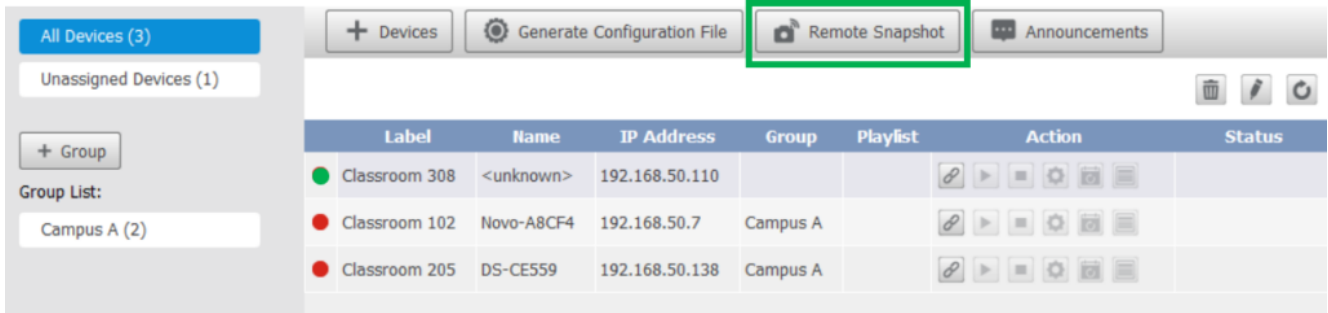 All Devices (3)
Unassigned Devices (1)
+ Group
Group List:
Campus A (2)
+ Devices Generate Configuration File Remote Snapshot Announcements
Label Name IP Address Group Playlist Action Status
Classroom 308 <unknown> 192.168.50.110
Classroom 102 Novo-A8CF4 192.168.50.7 Campus A
Classroom 205 DS-CE559 192.168.50.138 Campus A